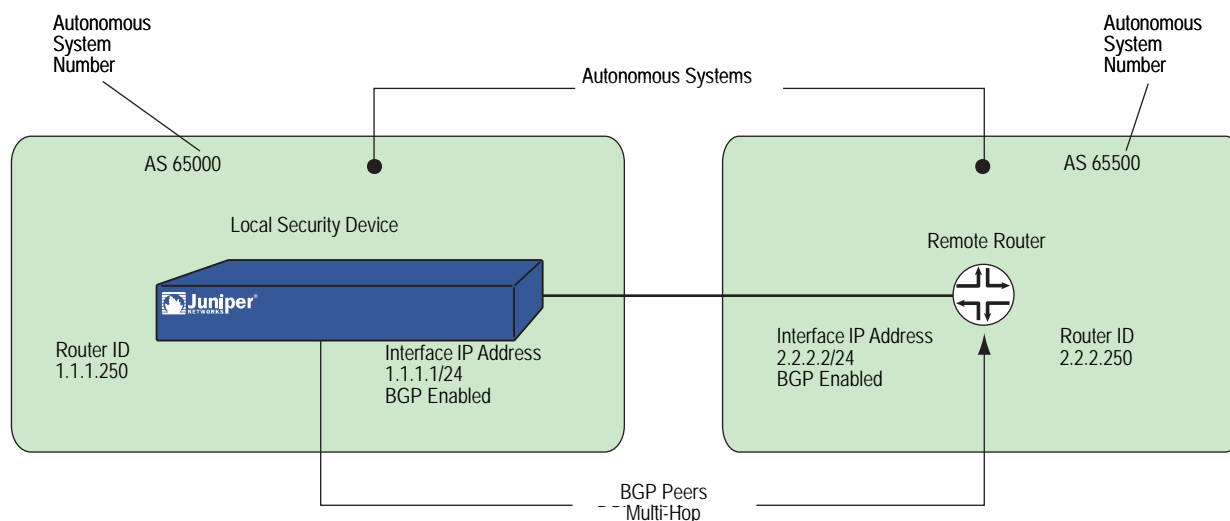 Autonomous
System
Number
Autonomous
System
Number
Autonomous Systems
AS 65000
AS 65500
Local Security Device
Remote Router
Juniper®
NETWORKS
Router ID
1.1.1.250
Interface IP Address
1.1.1.1/24
BGP Enabled
Interface IP Address
2.2.2.2/24
BGP Enabled
Router ID
2.2.2.250
BGP Peers
Multi-Hop